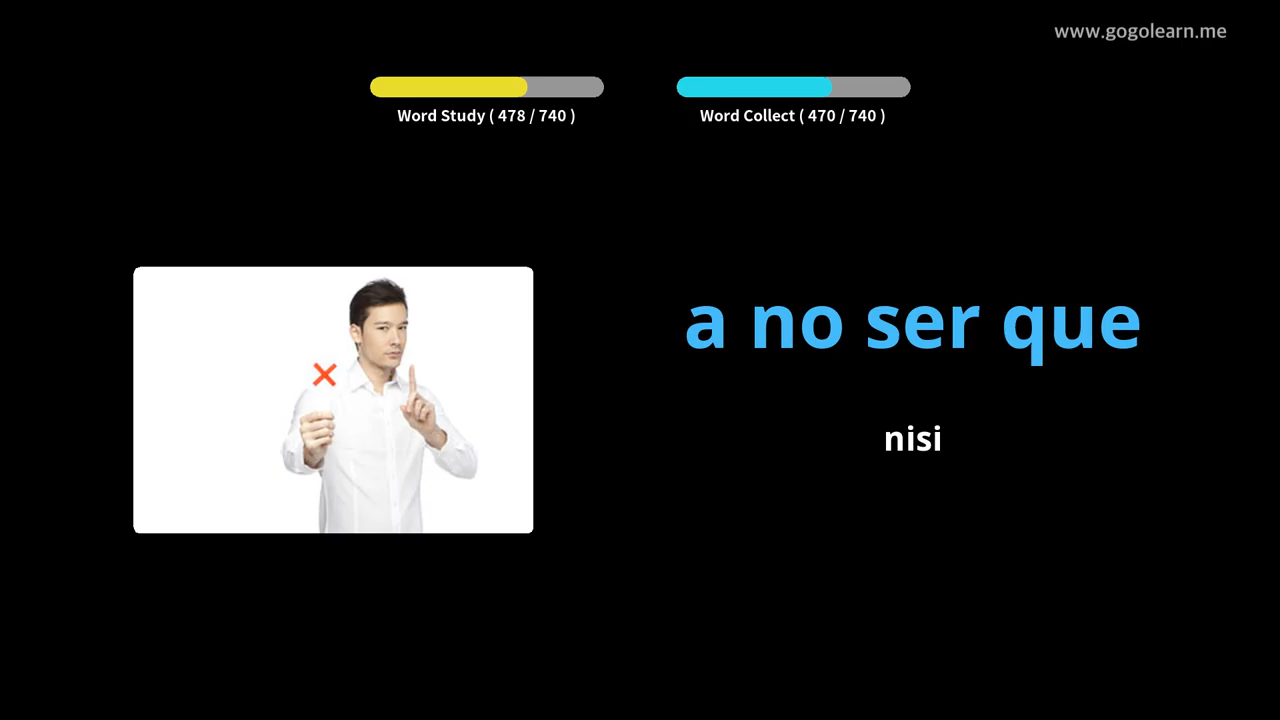 www.gogolearn.me
Word Study ( 478 / 740 )
Word Collect ( 470 / 740 )
a no ser que
nisi